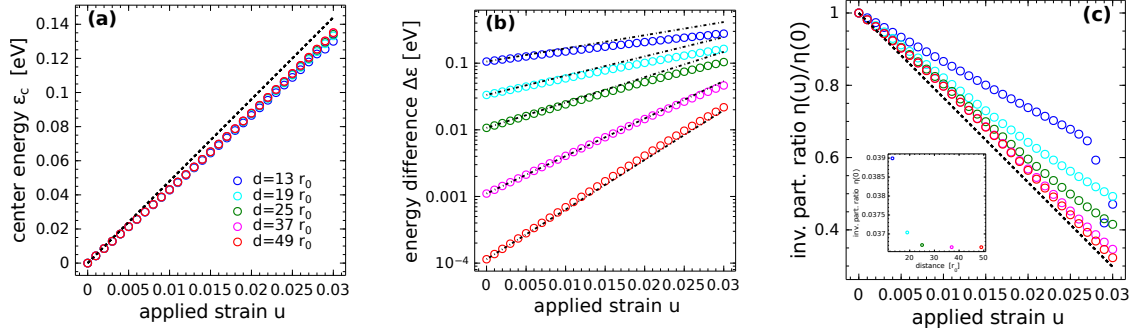 (a)
center energy ε_c [eV]
0.14
0.12
0.1
0.08
0.06
0.04
0.02
0
d=13 r_0
d=19 r_0
d=25 r_0
d=37 r_0
d=49 r_0
0 0.005 0.01 0.015 0.02 0.025 0.03
applied strain u
(b)
energy difference Δε [eV]
0.1
0.01
0.001
10^-4
0 0.005 0.01 0.015 0.02 0.025 0.03
applied strain u
(c)
inv. part. ratio η(u)/η(0)
1
0.8
0.6
0.4
inv. part. ratio η(0)
0.039
0.0385
0.038
0.0375
0.037
20 30 40 50
distance [r_0]
0 0.005 0.01 0.015 0.02 0.025 0.03
applied strain u